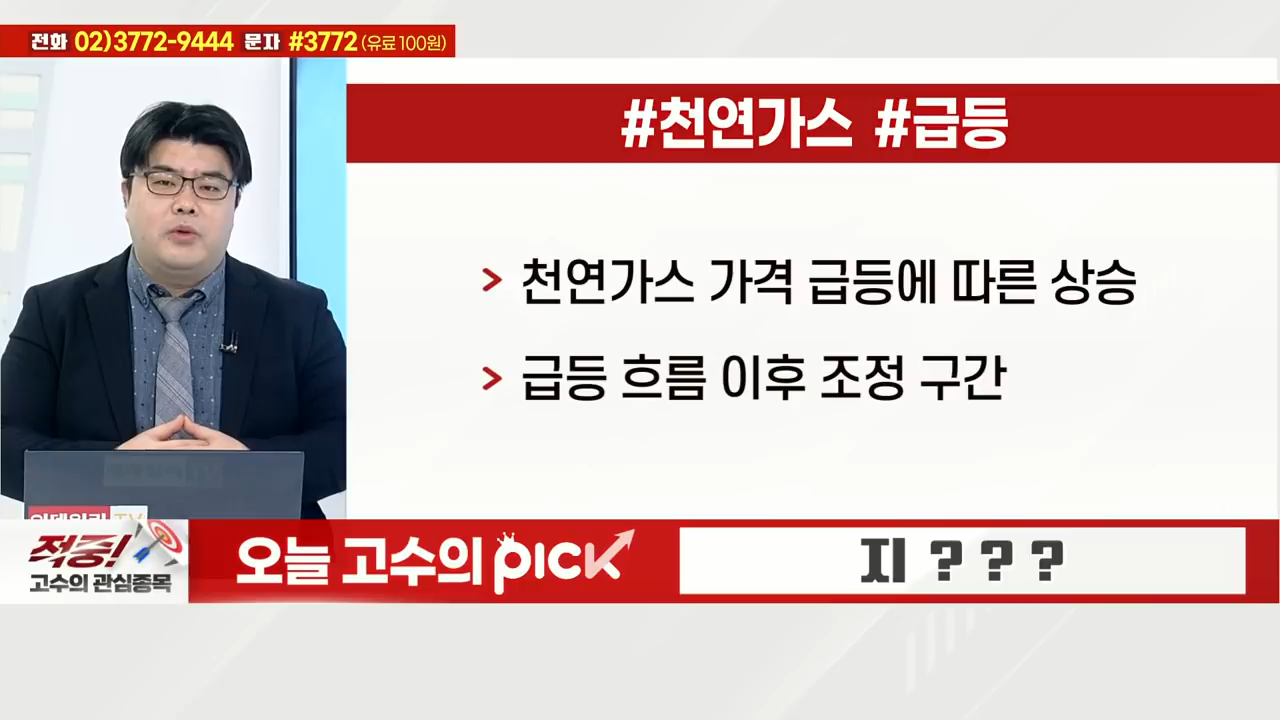 전화 02)3772-9444 문자 #3772 (유료 100원)
#천연가스 #급등
> 천연가스 가격 급등에 따른 상승
> 급등 흐름 이후 조정 구간
적중!
고수의 관심종목
오늘 고수의 PICK
지 ? ? ?